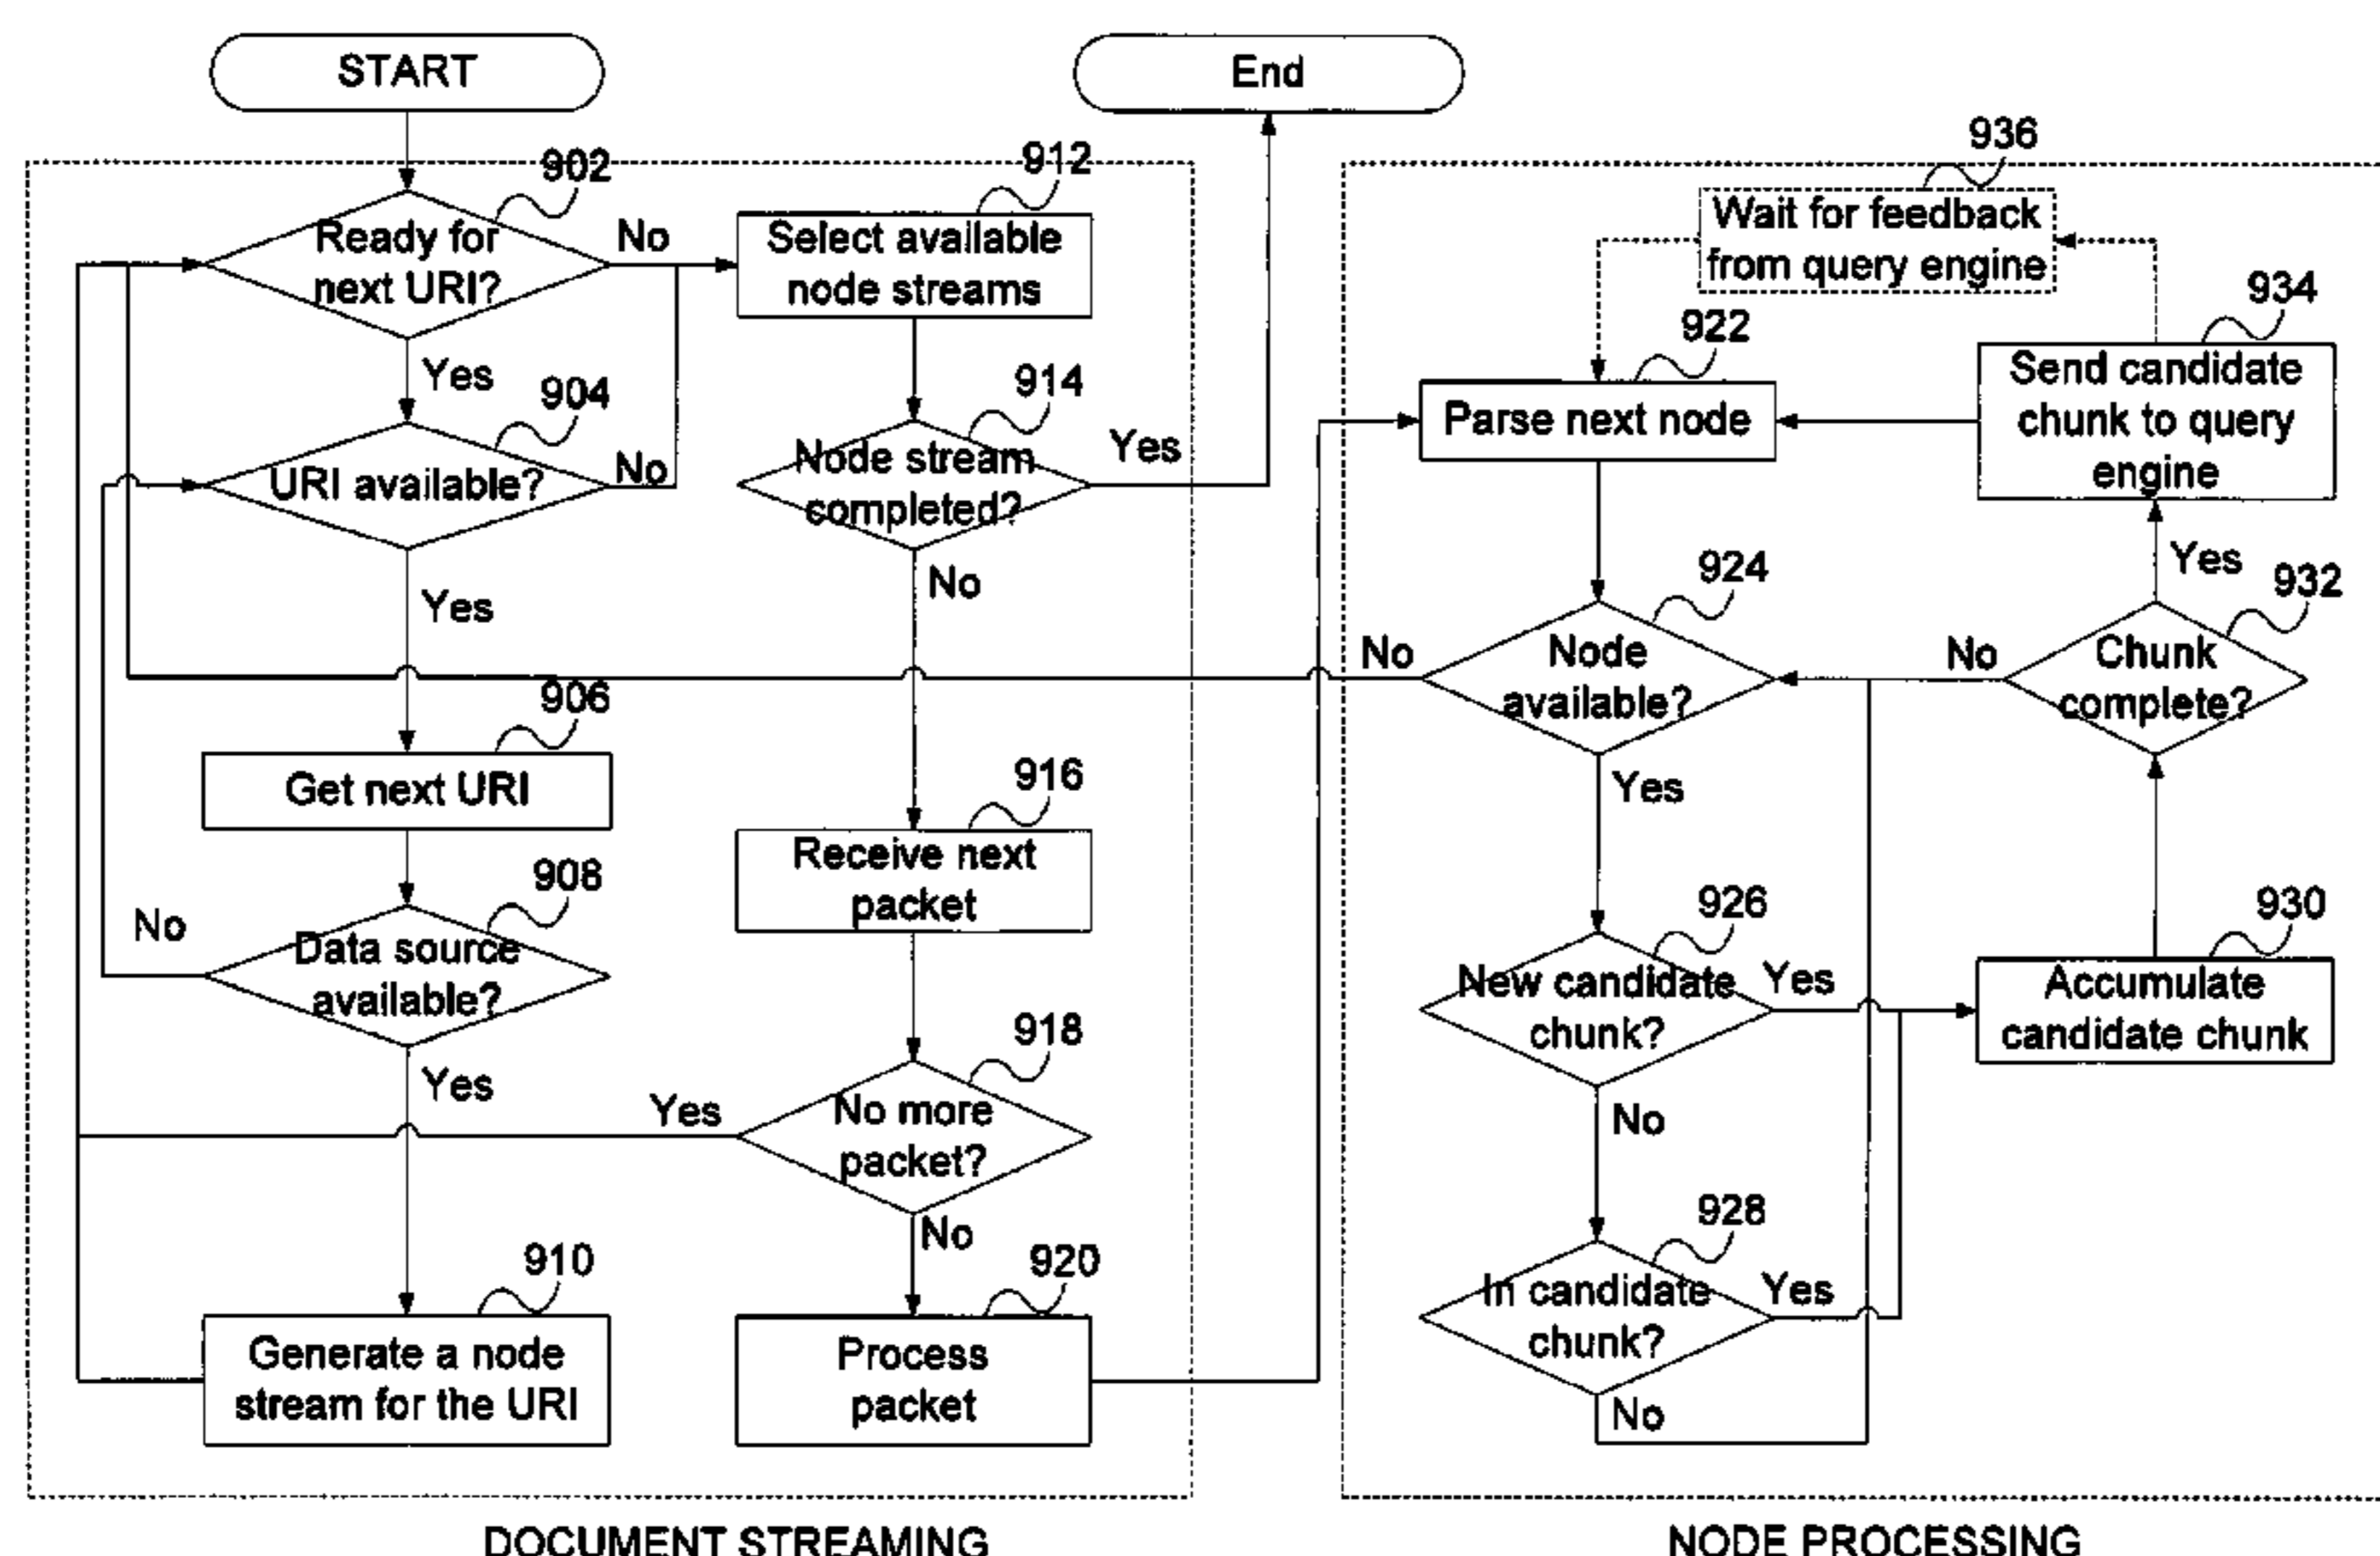 START
End
902
Ready for
next URI?
No
Yes
904
URI available?
No
Yes
906
Get next URI
908
Data source
available?
No
Yes
910
Generate a node
stream for the URI
912
Select available
node streams
914
Node stream
completed?
Yes
No
916
Receive next
packet
918
No more
packet?
Yes
No
920
Process
packet
DOCUMENT STREAMING
936
Wait for feedback
from query engine
922
Parse next node
934
Send candidate
chunk to query
engine
924
Node
available?
No
Yes
932
Chunk
complete?
Yes
No
926
New candidate
chunk?
Yes
No
930
Accumulate
candidate chunk
928
In candidate
chunk?
Yes
No
NODE PROCESSING